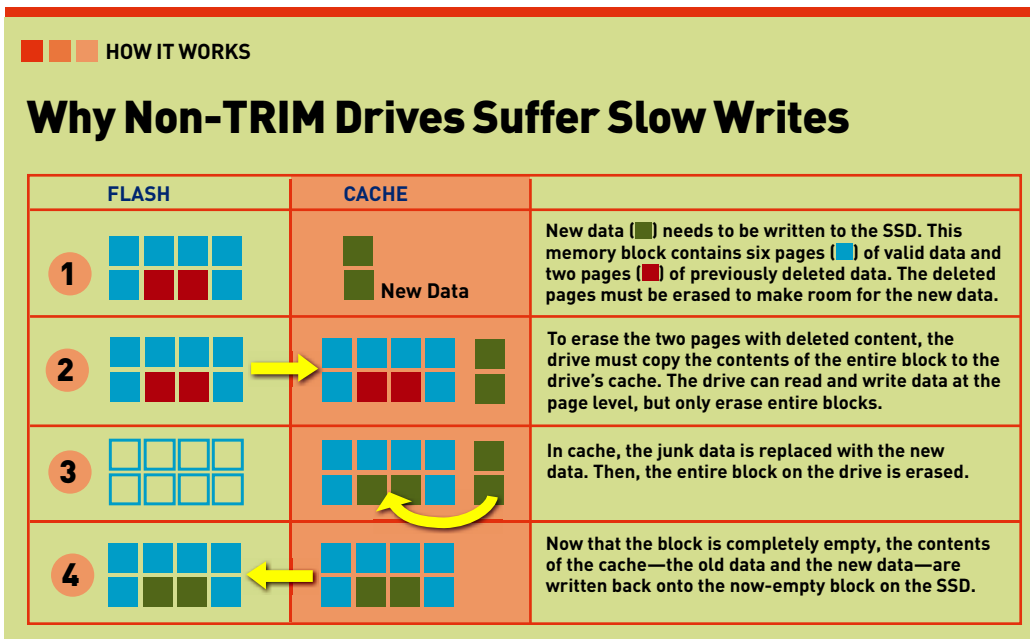 HOW IT WORKS
Why Non-TRIM Drives Suffer Slow Writes
FLASH
CACHE
1
New Data
New data ( ) needs to be written to the SSD. This
memory block contains six pages ( ) of valid data and
two pages ( ) of previously deleted data. The deleted
pages must be erased to make room for the new data.
2
To erase the two pages with deleted content, the
drive must copy the contents of the entire block to the
drive's cache. The drive can read and write data at the
page level, but only erase entire blocks.
3
In cache, the junk data is replaced with the new
data. Then, the entire block on the drive is erased.
4
Now that the block is completely empty, the contents
of the cache—the old data and the new data—are
written back onto the now-empty block on the SSD.